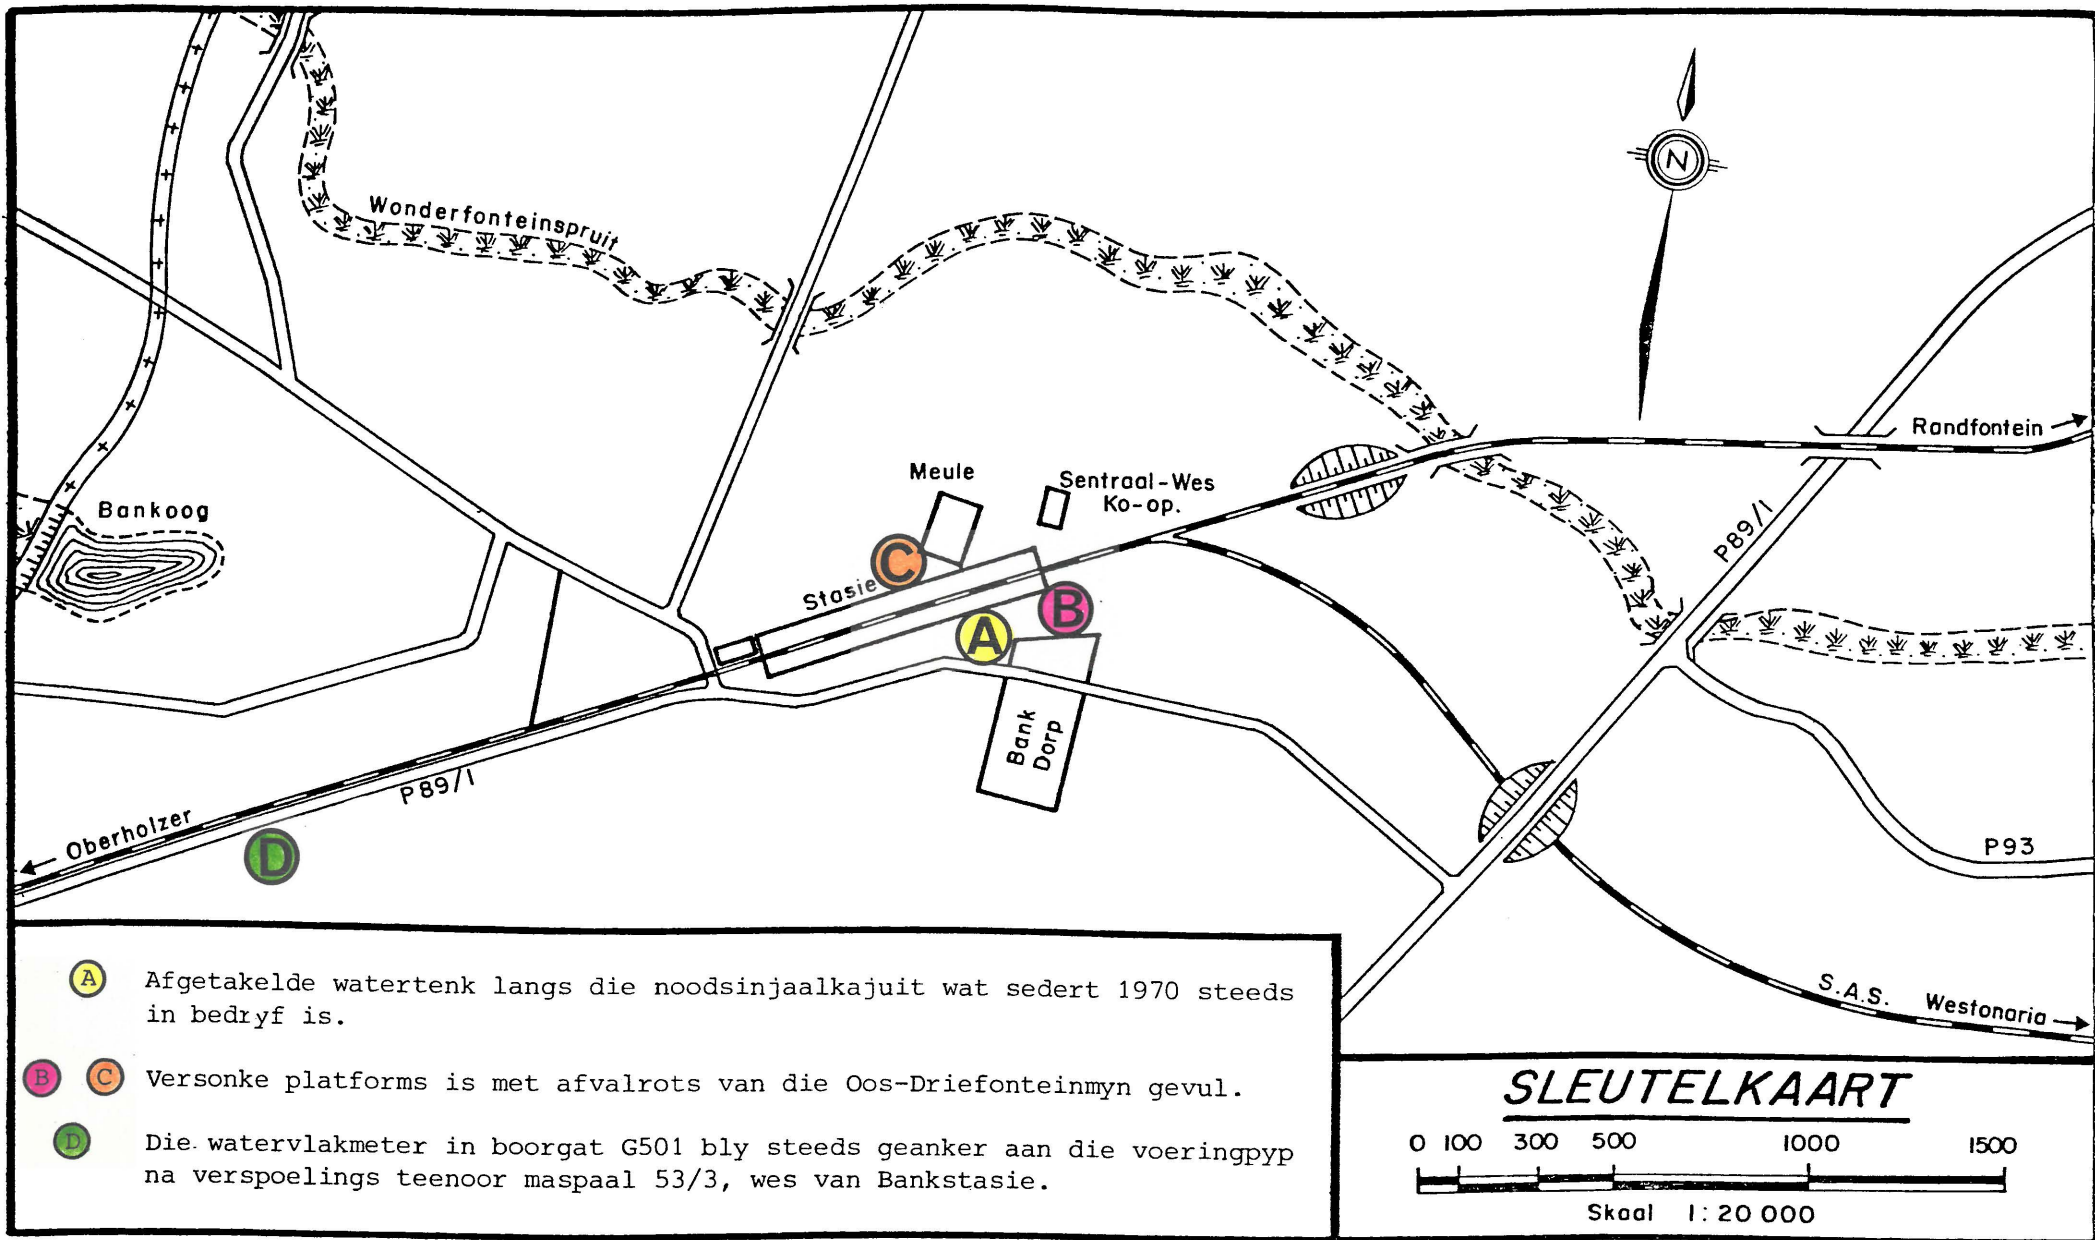 Wonderfonteinspruit
N
Randfontein
Meule
Sentraal-Wes
Ko-op.
Bankoog
P89/1
C
Stasie
B
A
Bank
Dorp
P89/1
Oberholzer
D
P93
S.A.S.
Westonaria
A Afgetakelde watertenk langs die noodsinjaalkajuit wat sedert 1970 steeds
in bedryf is.
B C Versonke platforms is met afvalrots van die Oos-Driefonteinmyn gevul.
D Die watervlakmeter in boorgat G501 bly steeds geanker aan die voeringpyp
na verspoelings teenoor maspaal 53/3, wes van Bankstasie.
SLEUTELKAART
0 100 300 500 1000 1500
Skaal 1:20 000